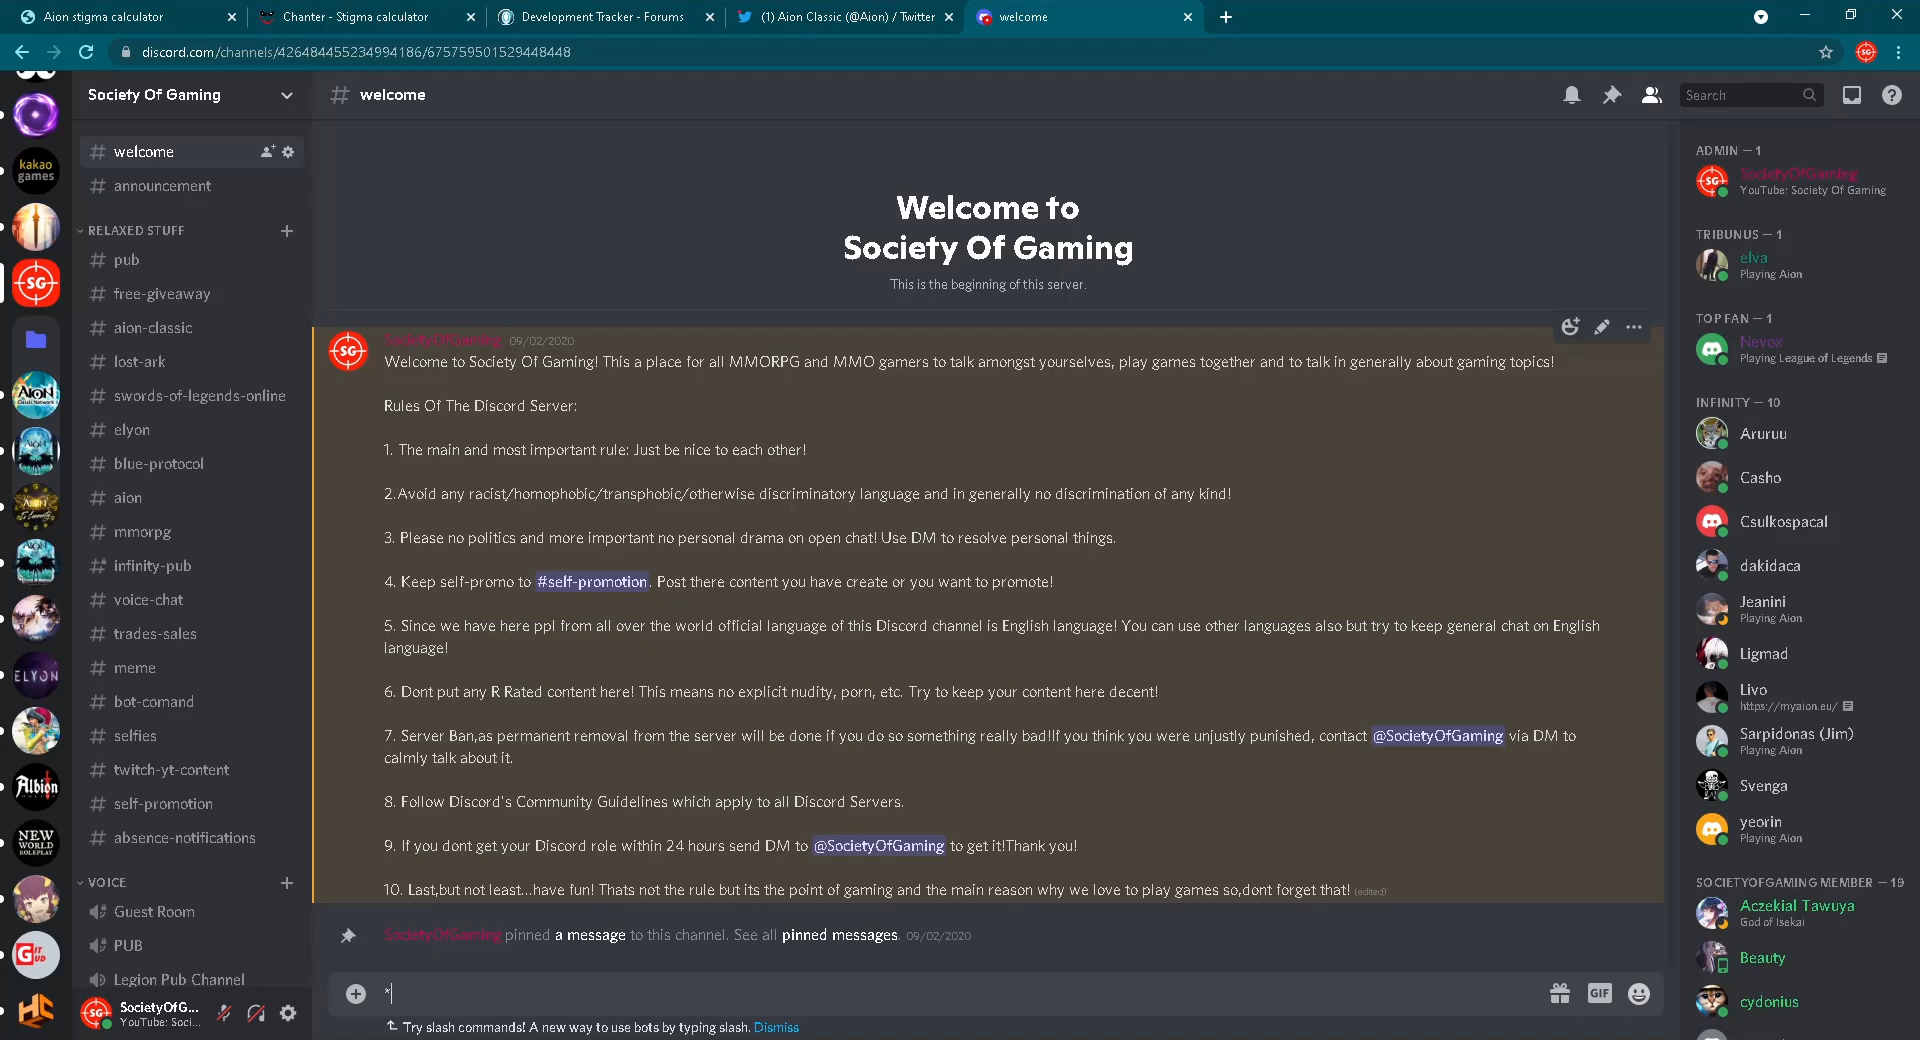 Aion stigma calculator
Chanter - Stigma calculator
Development Tracker - Forums
(1) Aion Classic (@Aion) / Twitter
welcome
discord.com/channels/426484455234994186/675759501529448448
SG
Society Of Gaming
# welcome
Search
kakao
games
SG
AION
ELYON
Albion
NEW
WORLD
ROLEPLAY
GIT
GUD
HC
# welcome
# announcement
RELAXED STUFF
# pub
# free-giveaway
# aion-classic
# lost-ark
# swords-of-legends-online
# elyon
# blue-protocol
# aion
# mmorpg
# infinity-pub
# voice-chat
# trades-sales
# meme
# bot-comand
# selfies
# twitch-yt-content
# self-promotion
# absence-notifications
VOICE
Guest Room
PUB
Legion Pub Channel
SG
SocietyOfG...
YouTube: Soci...
Welcome to
Society Of Gaming
This is the beginning of this server.
SG
SocietyOfGaming 09/02/2020
Welcome to Society Of Gaming! This a place for all MMORPG and MMO gamers to talk amongst yourselves, play games together and to talk in generally about gaming topics!
Rules Of The Discord Server:
1. The main and most important rule: Just be nice to each other!
2.Avoid any racist/homophobic/transphobic/otherwise discriminatory language and in generally no discrimination of any kind!
3. Please no politics and more important no personal drama on open chat! Use DM to resolve personal things.
4. Keep self-promo to #self-promotion. Post there content you have create or you want to promote!
5. Since we have here ppl from all over the world official language of this Discord channel is English language! You can use other languages also but try to keep general chat on English
language!
6. Dont put any R Rated content here! This means no explicit nudity, porn, etc. Try to keep your content here decent!
7. Server Ban,as permanent removal from the server will be done if you do so something really bad!If you think you were unjustly punished, contact @SocietyOfGaming via DM to
calmly talk about it.
8. Follow Discord's Community Guidelines which apply to all Discord Servers.
9. If you dont get your Discord role within 24 hours send DM to @SocietyOfGaming to get it!Thank you!
10. Last,but not least...have fun! Thats not the rule but its the point of gaming and the main reason why we love to play games so,dont forget that! (edited)
SocietyOfGaming pinned a message to this channel. See all pinned messages. 09/02/2020
*
GIF
Try slash commands! A new way to use bots by typing slash. Dismiss
ADMIN — 1
SG
SocietyOfGaming
YouTube: Society Of Gaming
TRIBUNUS — 1
elva
Playing Aion
TOP FAN — 1
Nevox
Playing League of Legends
INFINITY — 10
Aruruu
Casho
Csulkospacal
dakidaca
Jeanini
Playing Aion
Ligmad
Livo
https://myaion.eu/
Sarpidonas (Jim)
Playing Aion
Svenga
yeorin
Playing Aion
SOCIETYOFGAMING MEMBER — 19
Aczekial Tawuya
God of Isekai
Beauty
cydonius